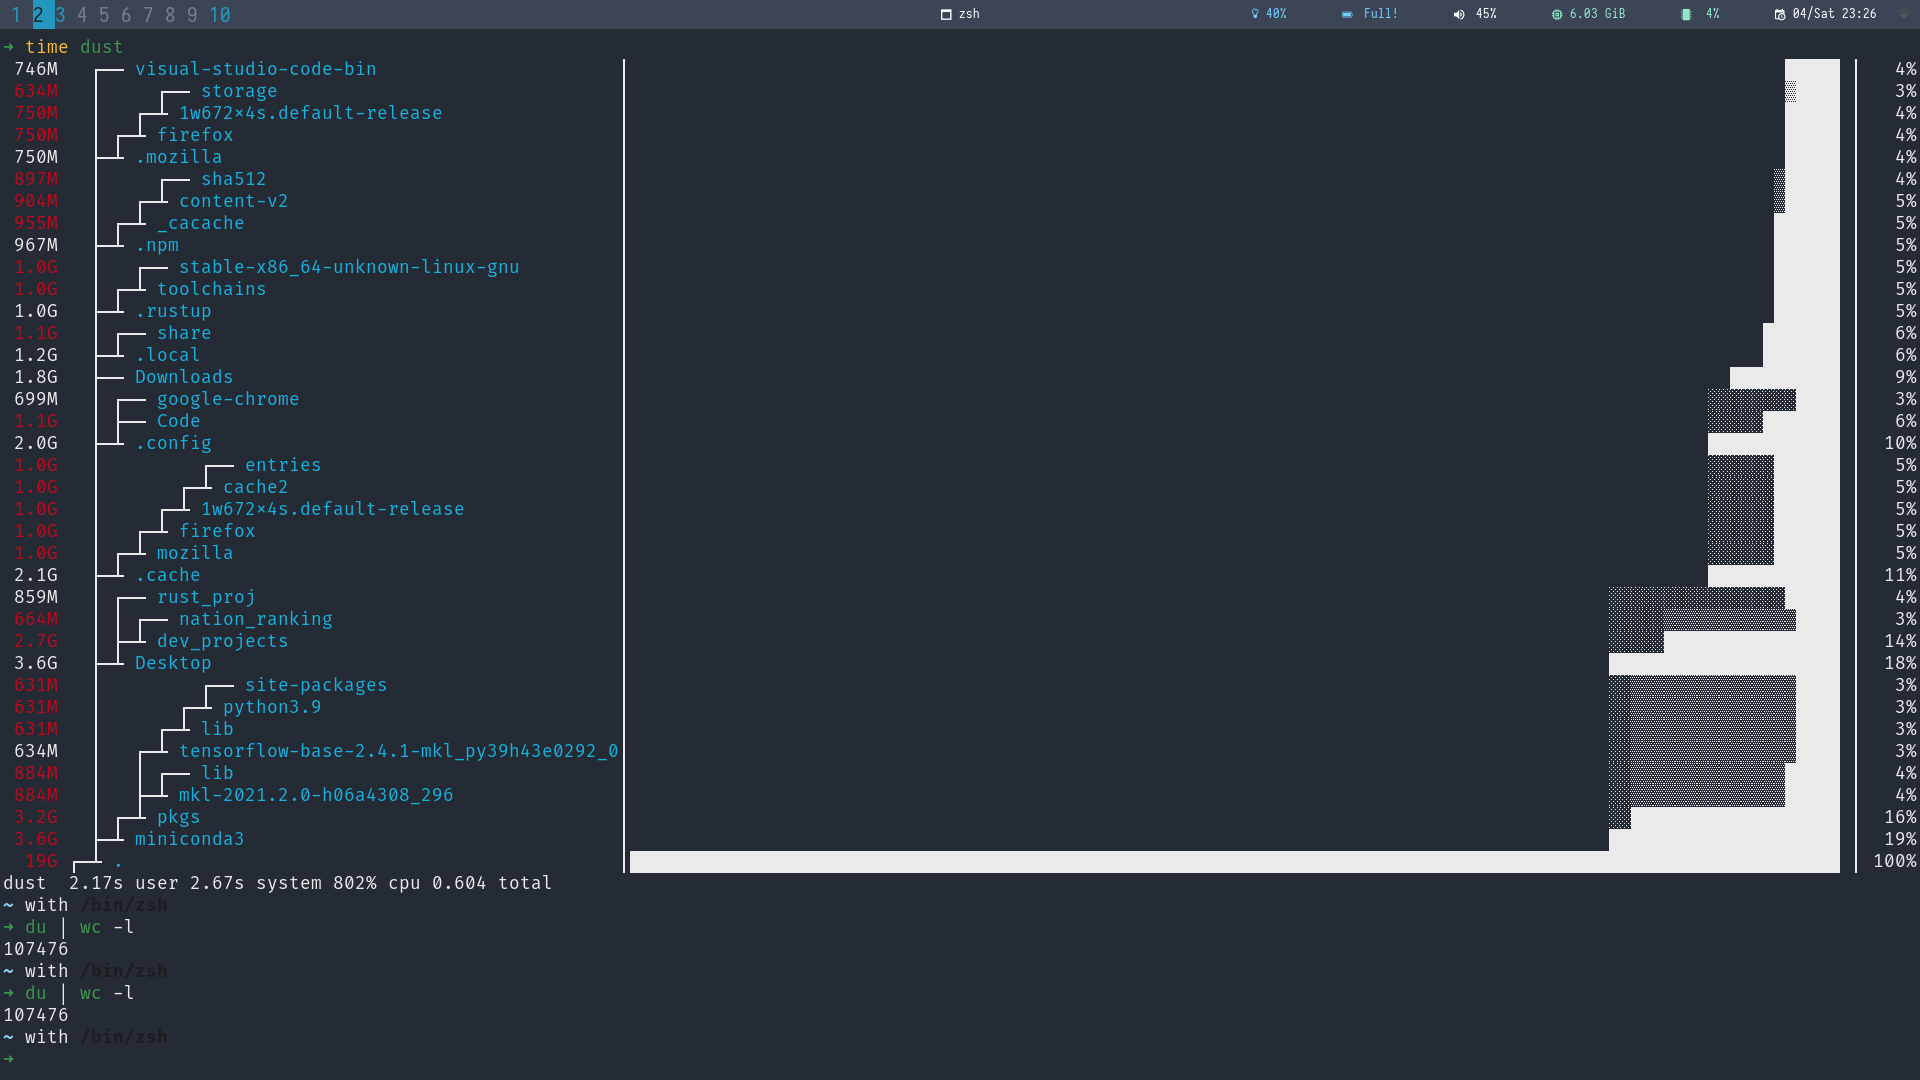 1 2 3 4 5 6 7 8 9 10 zsh 40% Full! 45% 6.03 GiB 4% 04/Sat 23:26
➜ time dust
746M visual-studio-code-bin 4%
634M storage 3%
750M 1w672×4s.default-release 4%
750M firefox 4%
750M .mozilla 4%
897M sha512 4%
904M content-v2 5%
955M _cacache 5%
967M .npm 5%
1.0G stable-x86_64-unknown-linux-gnu 5%
1.0G toolchains 5%
1.0G .rustup 5%
1.1G share 6%
1.2G .local 6%
1.8G Downloads 9%
699M google-chrome 3%
1.1G Code 6%
2.0G .config 10%
1.0G entries 5%
1.0G cache2 5%
1.0G 1w672×4s.default-release 5%
1.0G firefox 5%
1.0G mozilla 5%
2.1G .cache 11%
859M rust_proj 4%
664M nation_ranking 3%
2.7G dev_projects 14%
3.6G Desktop 18%
631M site-packages 3%
631M python3.9 3%
631M lib 3%
634M tensorflow-base-2.4.1-mkl_py39h43e0292_0 3%
884M lib 4%
884M mkl-2021.2.0-h06a4308_296 4%
3.2G pkgs 16%
3.6G miniconda3 19%
19G . 100%
dust  2.17s user 2.67s system 802% cpu 0.604 total
~ with /bin/zsh
➜ du | wc -l
107476
~ with /bin/zsh
➜ du | wc -l
107476
~ with /bin/zsh
➜